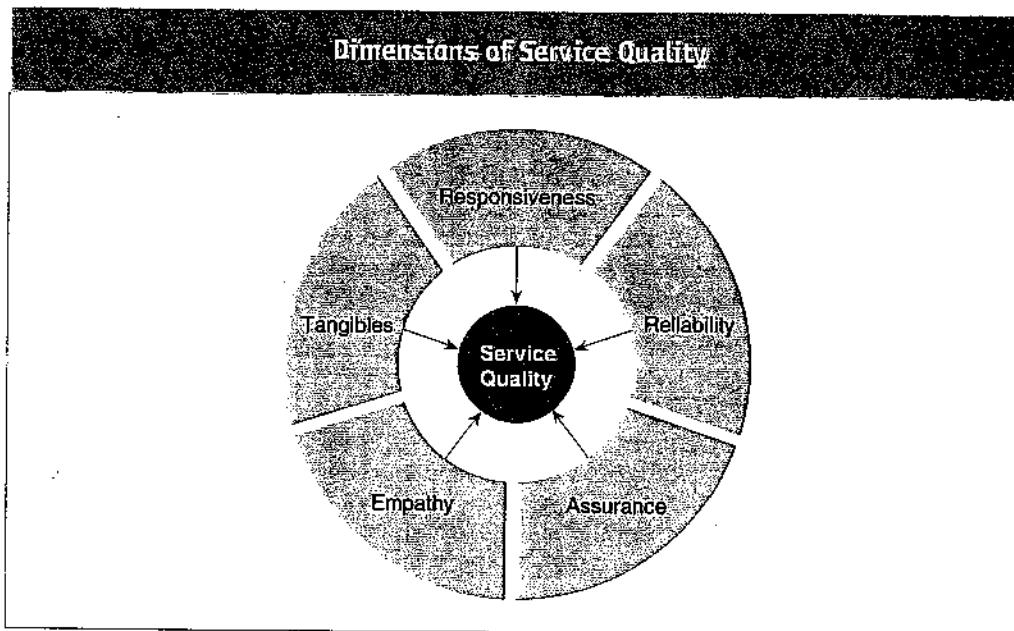 Dimensions of Service Quality
Responsiveness
Tangibles
Reliability
Service
Quality
Empathy
Assurance